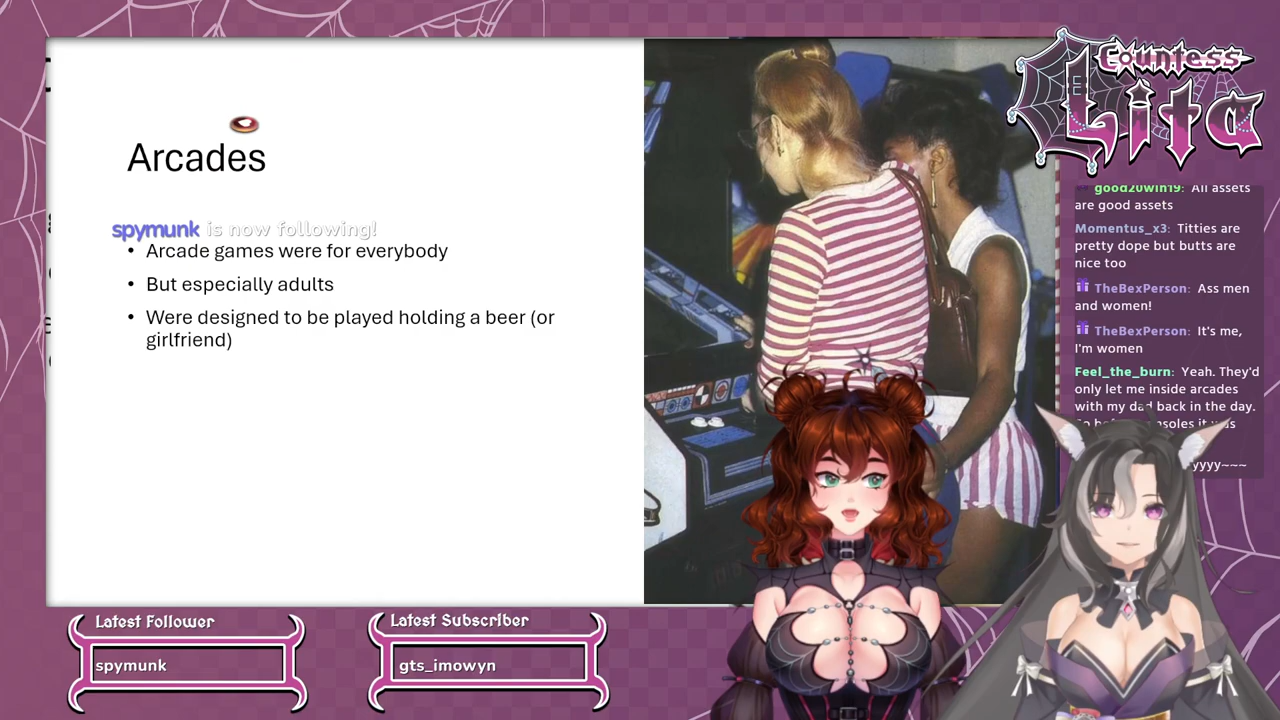 Countess
Lita
Arcades
spymunk is now following!
• Arcade games were for everybody
• But especially adults
• Were designed to be played holding a beer (or
girlfriend)
good20win19: All assets
are good assets
Momentus_x3: Titties are
pretty dope but butts are
nice too
TheBexPerson: Ass men
and women!
TheBexPerson: It's me,
I'm women
Feel_the_burn: Yeah. They'd
only let me inside arcades
with my dad back in the day.
yyyy~~~
Latest Follower
spymunk
Latest Subscriber
gts_imowyn